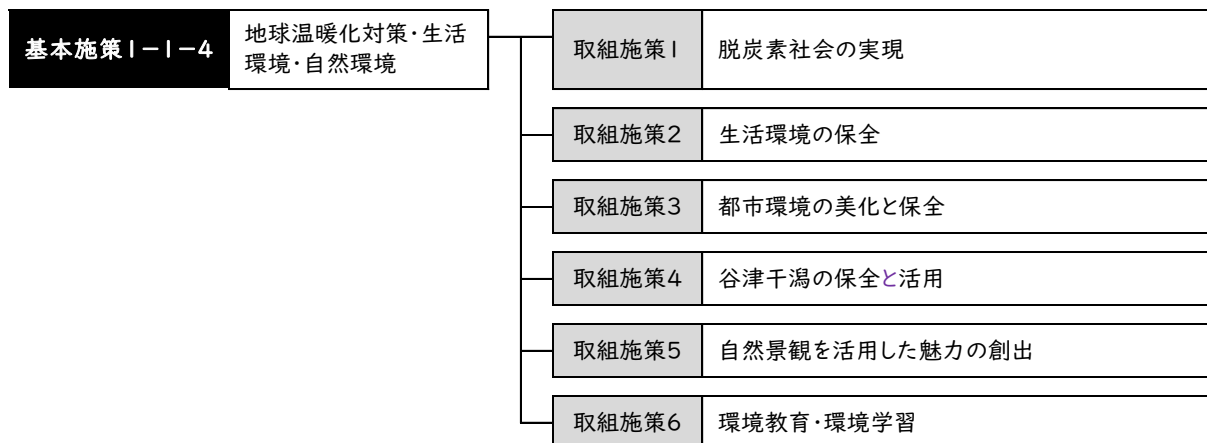 基本施策1-1-4
地球温暖化対策・生活
環境・自然環境
取組施策1
脱炭素社会の実現
取組施策2
生活環境の保全
取組施策3
都市環境の美化と保全
取組施策4
谷津干潟の保全と活用
取組施策5
自然景観を活用した魅力の創出
取組施策6
環境教育・環境学習